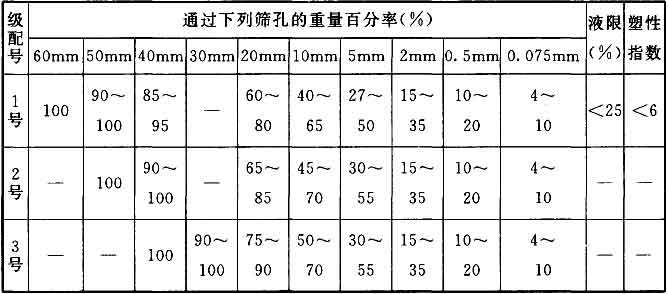 级配号 通过下列筛孔的重量百分率(%) 液限(%) 塑性指数
60mm 50mm 40mm 30mm 20mm 10mm 5mm 2mm 0.5mm 0.075mm
1号 100 90～100 85～95 — 60～80 40～65 27～50 15～35 10～20 4～10 <25 <6
2号 — 100 90～100 — 65～85 45～70 30～55 15～35 10～20 4～10 — —
3号 — — 100 90～100 75～90 50～70 30～55 15～35 10～20 4～10 — —